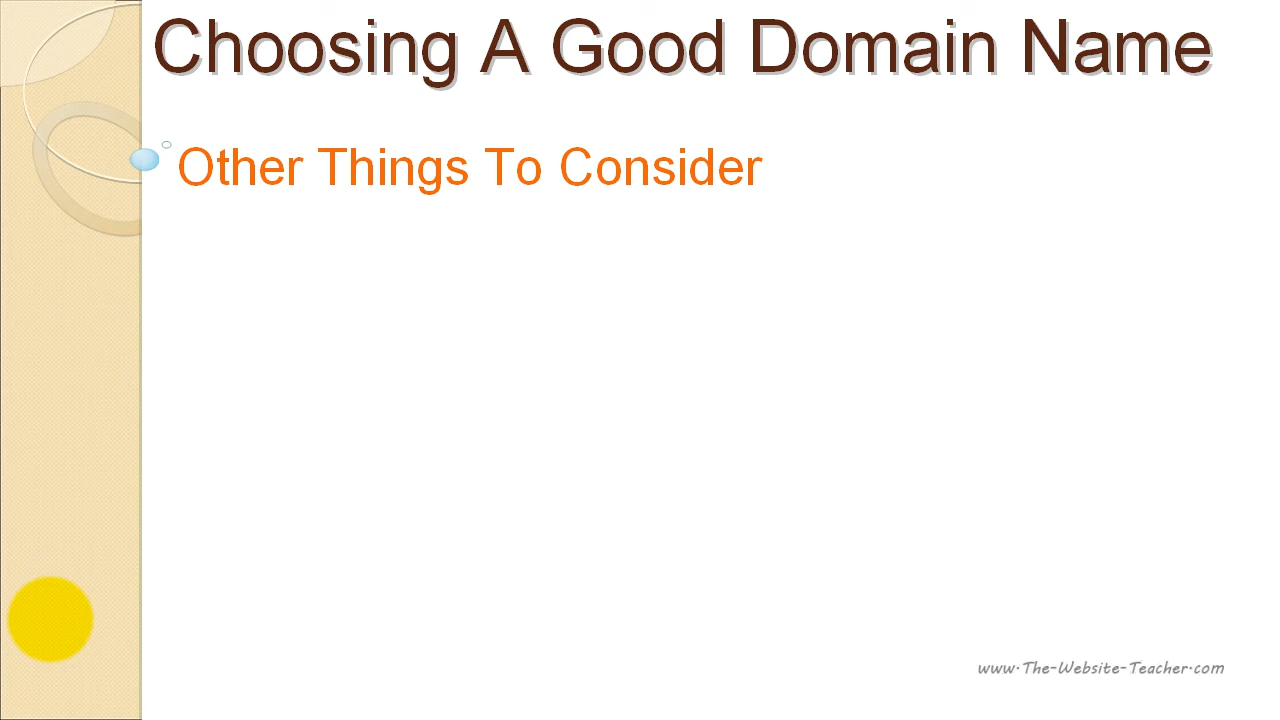 Choosing A Good Domain Name
Other Things To Consider
www.The-Website-Teacher.com